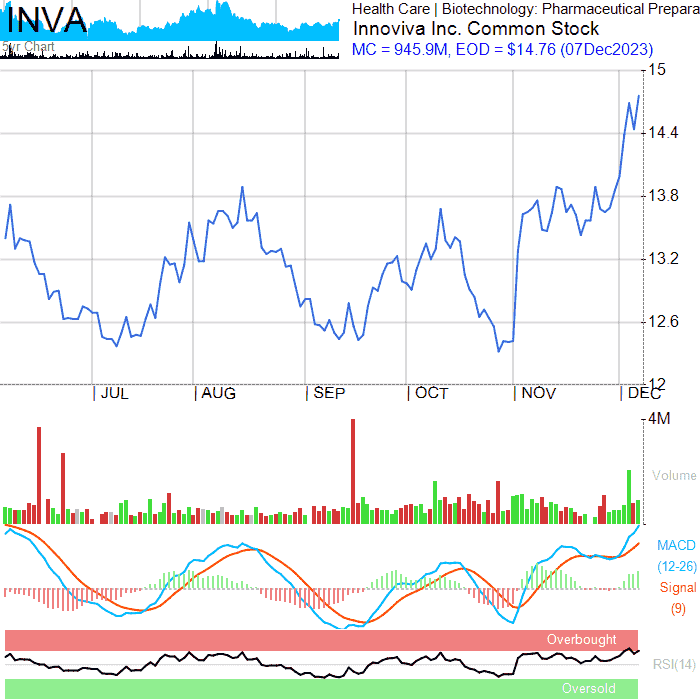 INVA
5yr Chart
Health Care | Biotechnology: Pharmaceutical Prepara
Innoviva Inc. Common Stock
MC = 945.9M, EOD = $14.76 (07Dec2023)
15
14.4
13.8
13.2
12.6
12
| JUL | AUG | SEP | OCT | NOV | DEC
4M
Volume
MACD
(12-26)
Signal
(9)
Overbought
RSI(14)
Oversold